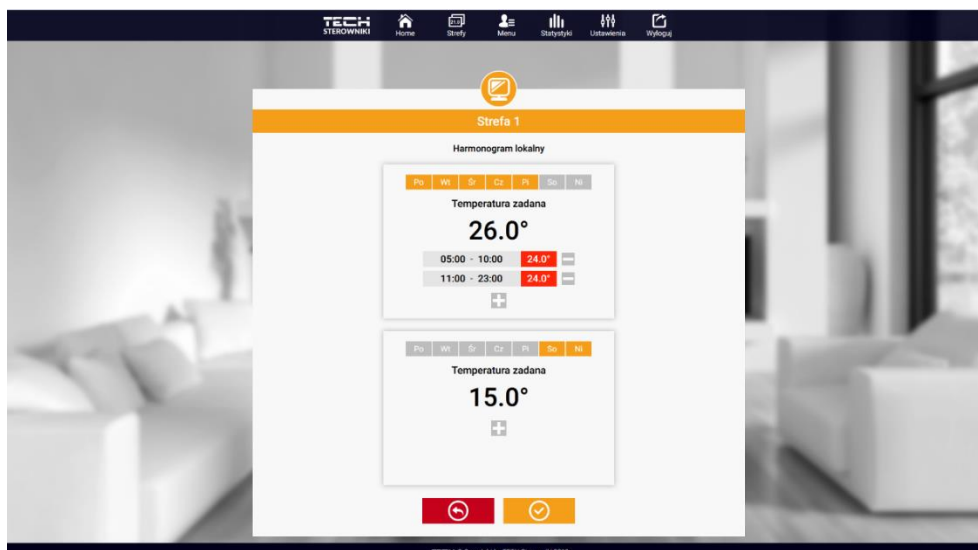 TECH
STEROWNIKI
Home Strefy Menu Statystyki Ustawienia Wyloguj
Strefa 1
Harmonogram lokalny
Po Wt Śr Cz Pi So Ni
Temperatura zadana
26.0°
05:00 - 10:00 24.0°
11:00 - 23:00 24.0°
Po Wt Śr Cz Pi So Ni
Temperatura zadana
15.0°